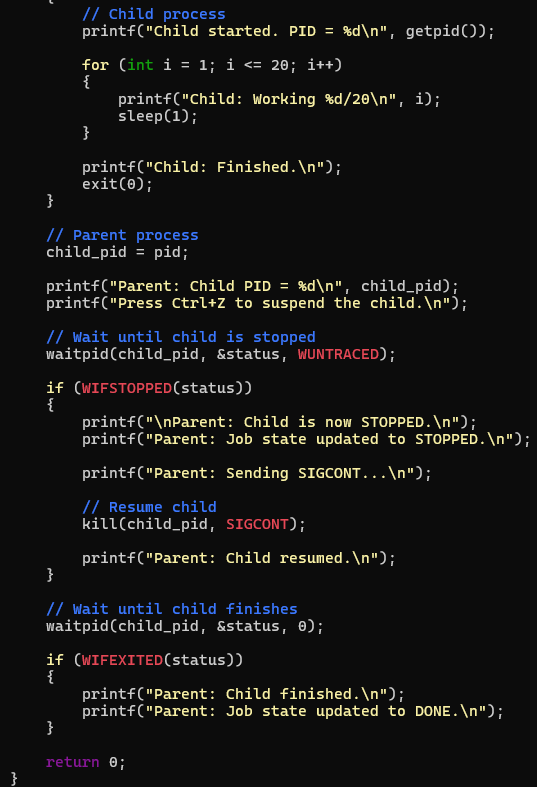 {
// Child process
printf("Child started. PID = %d\n", getpid());
for (int i = 1; i <= 20; i++)
{
printf("Child: Working %d/20\n", i);
sleep(1);
}
printf("Child: Finished.\n");
exit(0);
}
// Parent process
child_pid = pid;
printf("Parent: Child PID = %d\n", child_pid);
printf("Press Ctrl+Z to suspend the child.\n");
// Wait until child is stopped
waitpid(child_pid, &status, WUNTRACED);
if (WIFSTOPPED(status))
{
printf("\nParent: Child is now STOPPED.\n");
printf("Parent: Job state updated to STOPPED.\n");
printf("Parent: Sending SIGCONT...\n");
// Resume child
kill(child_pid, SIGCONT);
printf("Parent: Child resumed.\n");
}
// Wait until child finishes
waitpid(child_pid, &status, 0);
if (WIFEXITED(status))
{
printf("Parent: Child finished.\n");
printf("Parent: Job state updated to DONE.\n");
}
return 0;
}